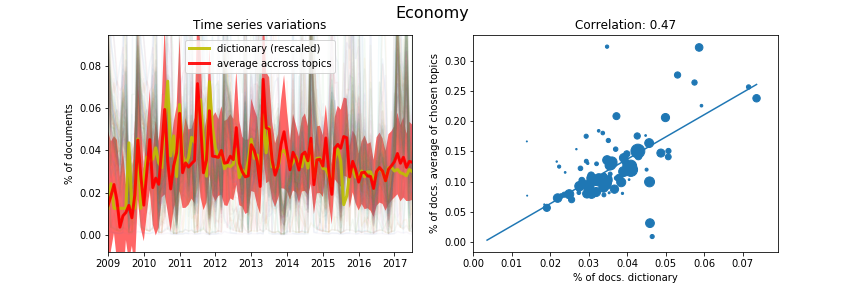 Economy
Time series variations
dictionary (rescaled)
average accross topics
% of documents
0.08
0.06
0.04
0.02
0.00
2009 2010 2011 2012 2013 2014 2015 2016 2017
Correlation: 0.47
% of docs. average of chosen topics
0.30
0.25
0.20
0.15
0.10
0.05
0.00
0.00 0.01 0.02 0.03 0.04 0.05 0.06 0.07
% of docs. dictionary